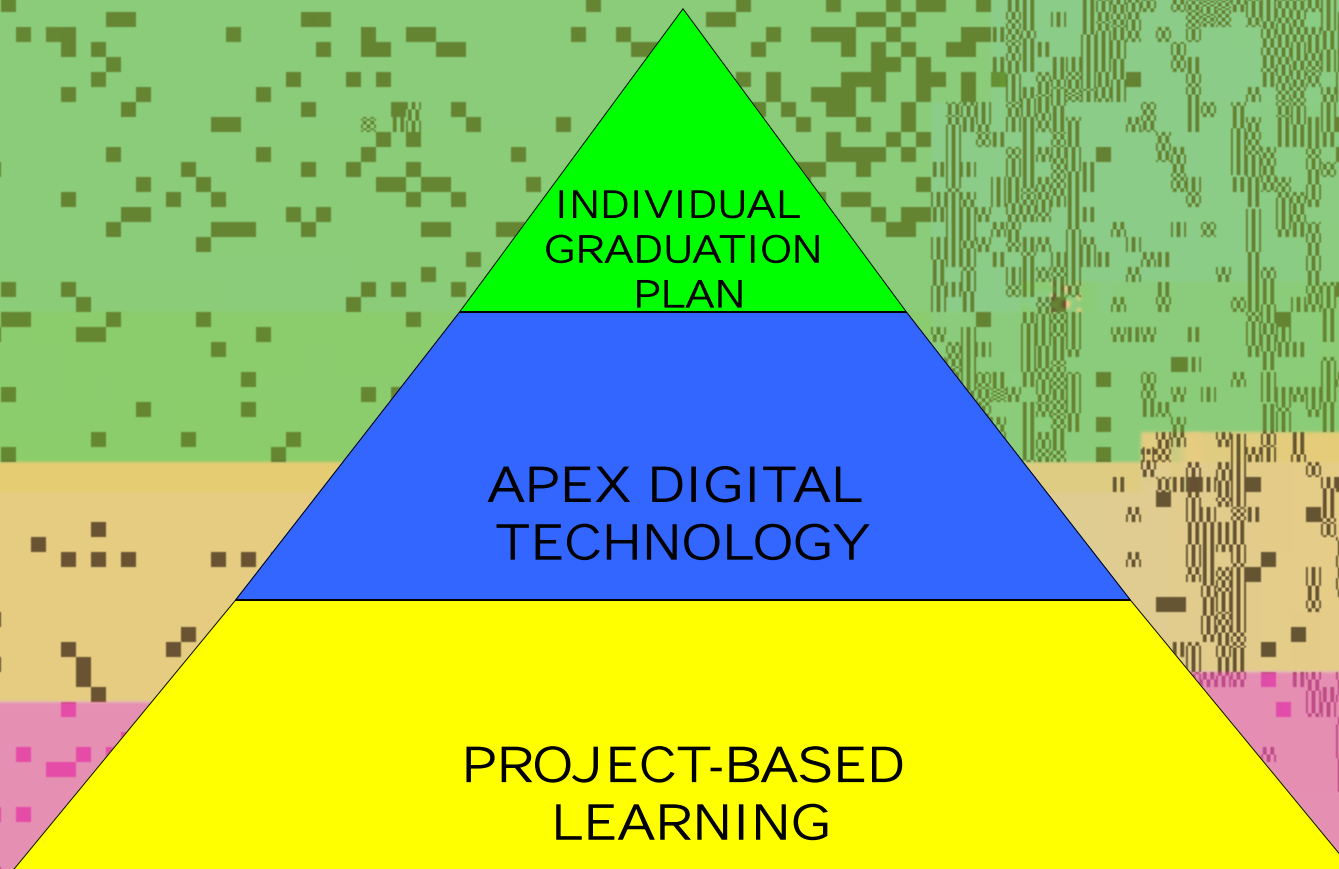 INDIVIDUAL
GRADUATION
PLAN
APEX DIGITAL
TECHNOLOGY
PROJECT-BASED
LEARNING